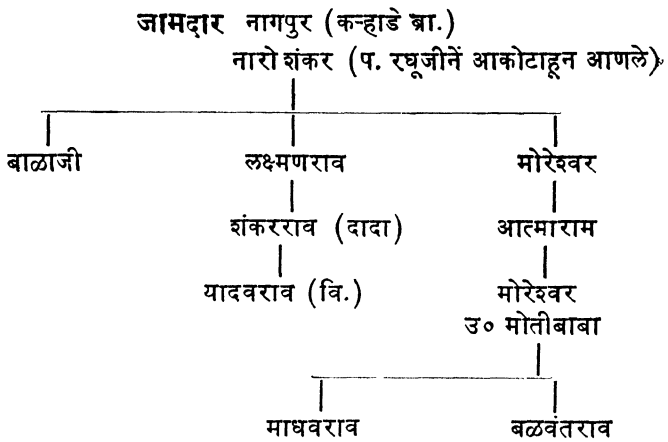 जामदार नागपुर (कऱ्हाडे ब्रा.)
नारो शंकर (प. रघूजीनें आकोटाहून आणले)
बाळाजी लक्ष्मणराव मोरेश्वर
शंकरराव (दादा) आत्माराम
यादवराव (वि.) मोरेश्वर
उ० मोतीबाबा
माधवराव बळवंतराव